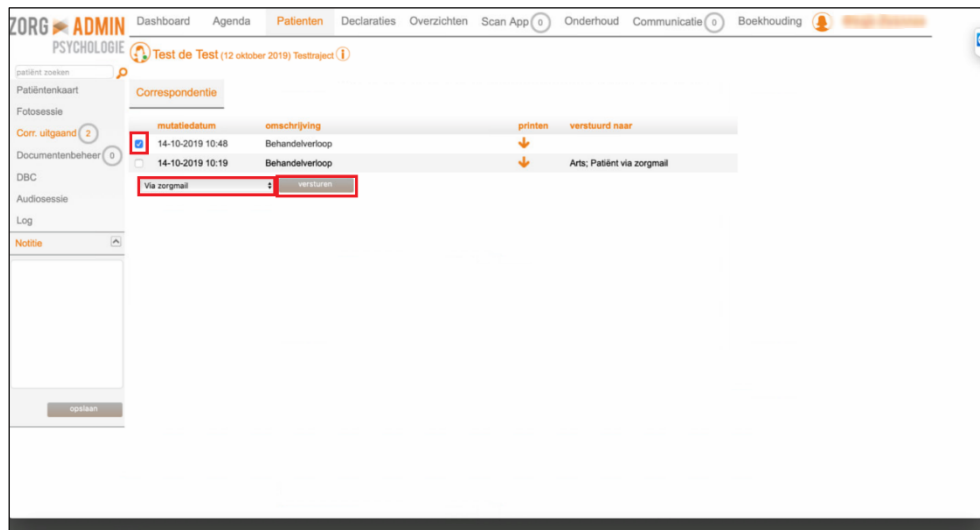 ZORG ADMIN
PSYCHOLOGIE
Dashboard Agenda Patienten Declaraties Overzichten Scan App 0 Onderhoud Communicatie 0 Boekhouding
Test de Test (12 oktober 2019) Testtraject i
patiënt zoeken
Patiëntenkaart
Fotosessie
Corr. uitgaand 2
Documentenbeheer 0
DBC
Audiosessie
Log
Notitie
opslaan
Correspondentie
mutatiedatum omschrijving printen verstuurd naar
14-10-2019 10:48 Behandelverloop
14-10-2019 10:19 Behandelverloop Arts; Patiënt via zorgmail
Via zorgmail versturen